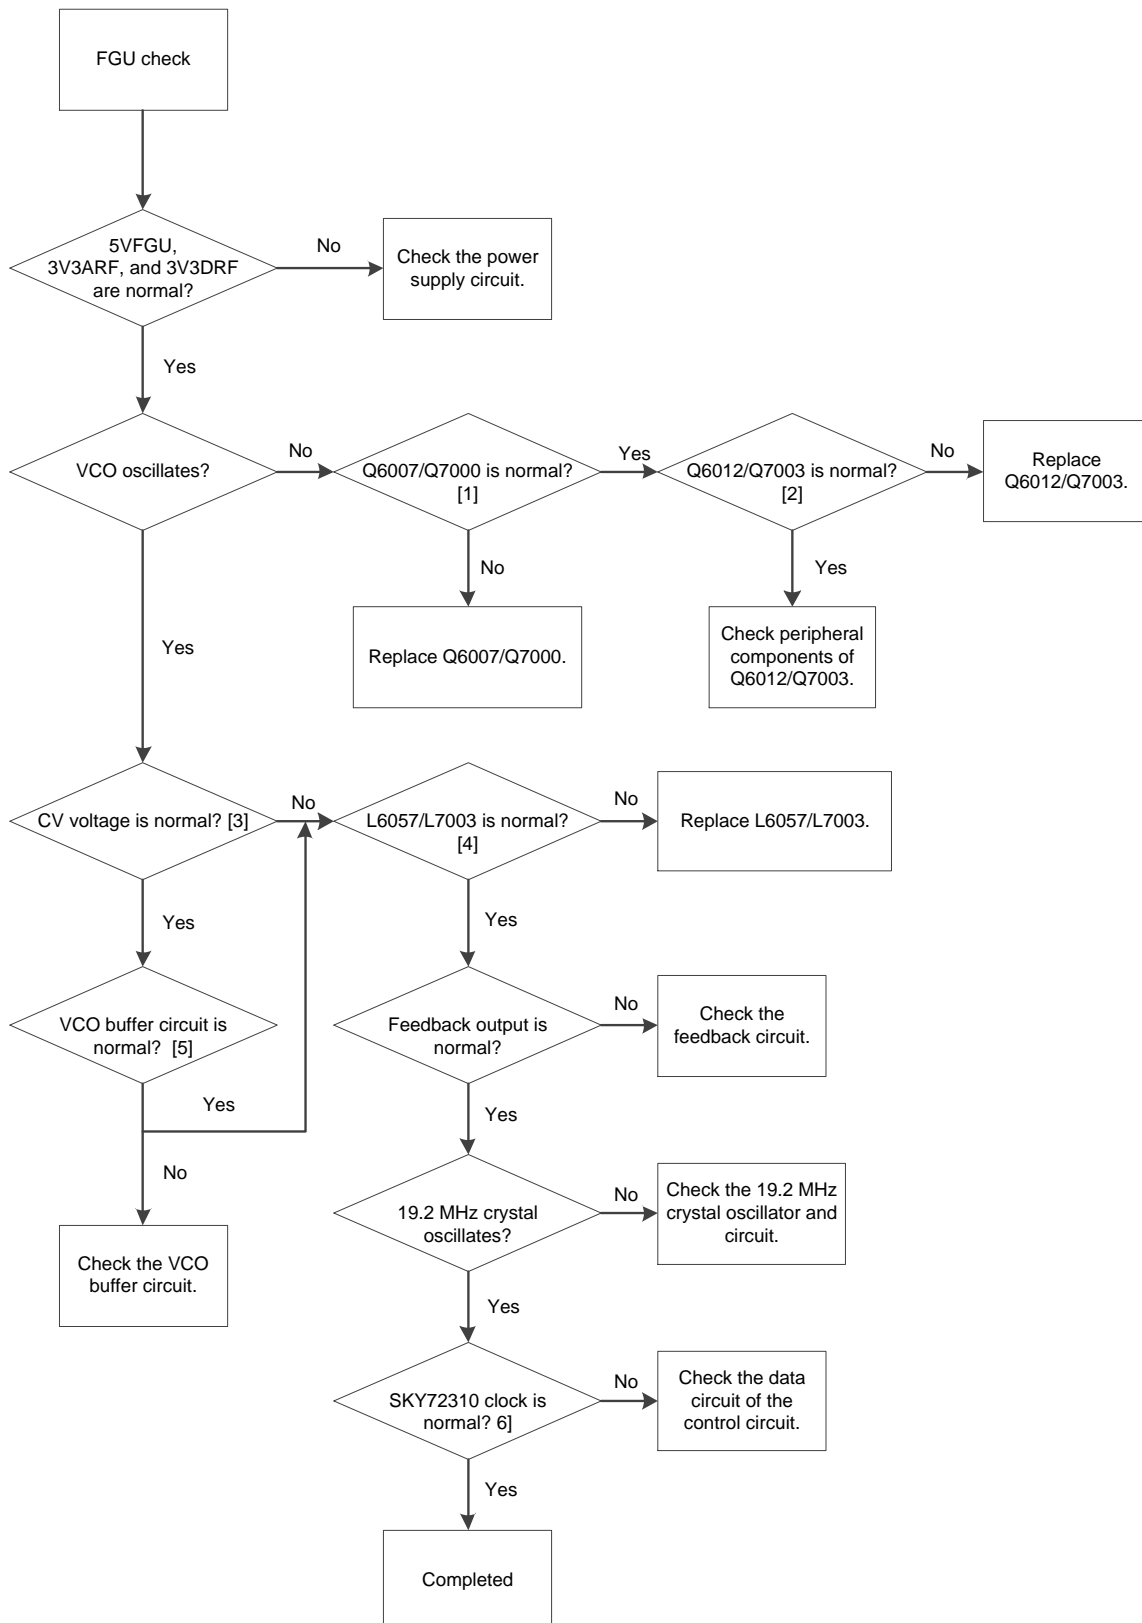 FGU check
5VFGU,
3V3ARF, and 3V3DRF
are normal?
No
Check the power
supply circuit.
Yes
VCO oscillates?
No
Q6007/Q7000 is normal?
[1]
Yes
Q6012/Q7003 is normal?
[2]
No
Replace
Q6012/Q7003.
No
Replace Q6007/Q7000.
Yes
Check peripheral
components of
Q6012/Q7003.
Yes
CV voltage is normal? [3]
No
L6057/L7003 is normal?
[4]
No
Replace L6057/L7003.
Yes
Yes
VCO buffer circuit is
normal?  [5]
Feedback output is
normal?
No
Check the
feedback circuit.
Yes
Yes
No
Check the VCO
buffer circuit.
19.2 MHz crystal
oscillates?
No
Check the 19.2 MHz
crystal oscillator and
circuit.
Yes
SKY72310 clock is
normal? 6]
No
Check the data
circuit of the
control circuit.
Yes
Completed